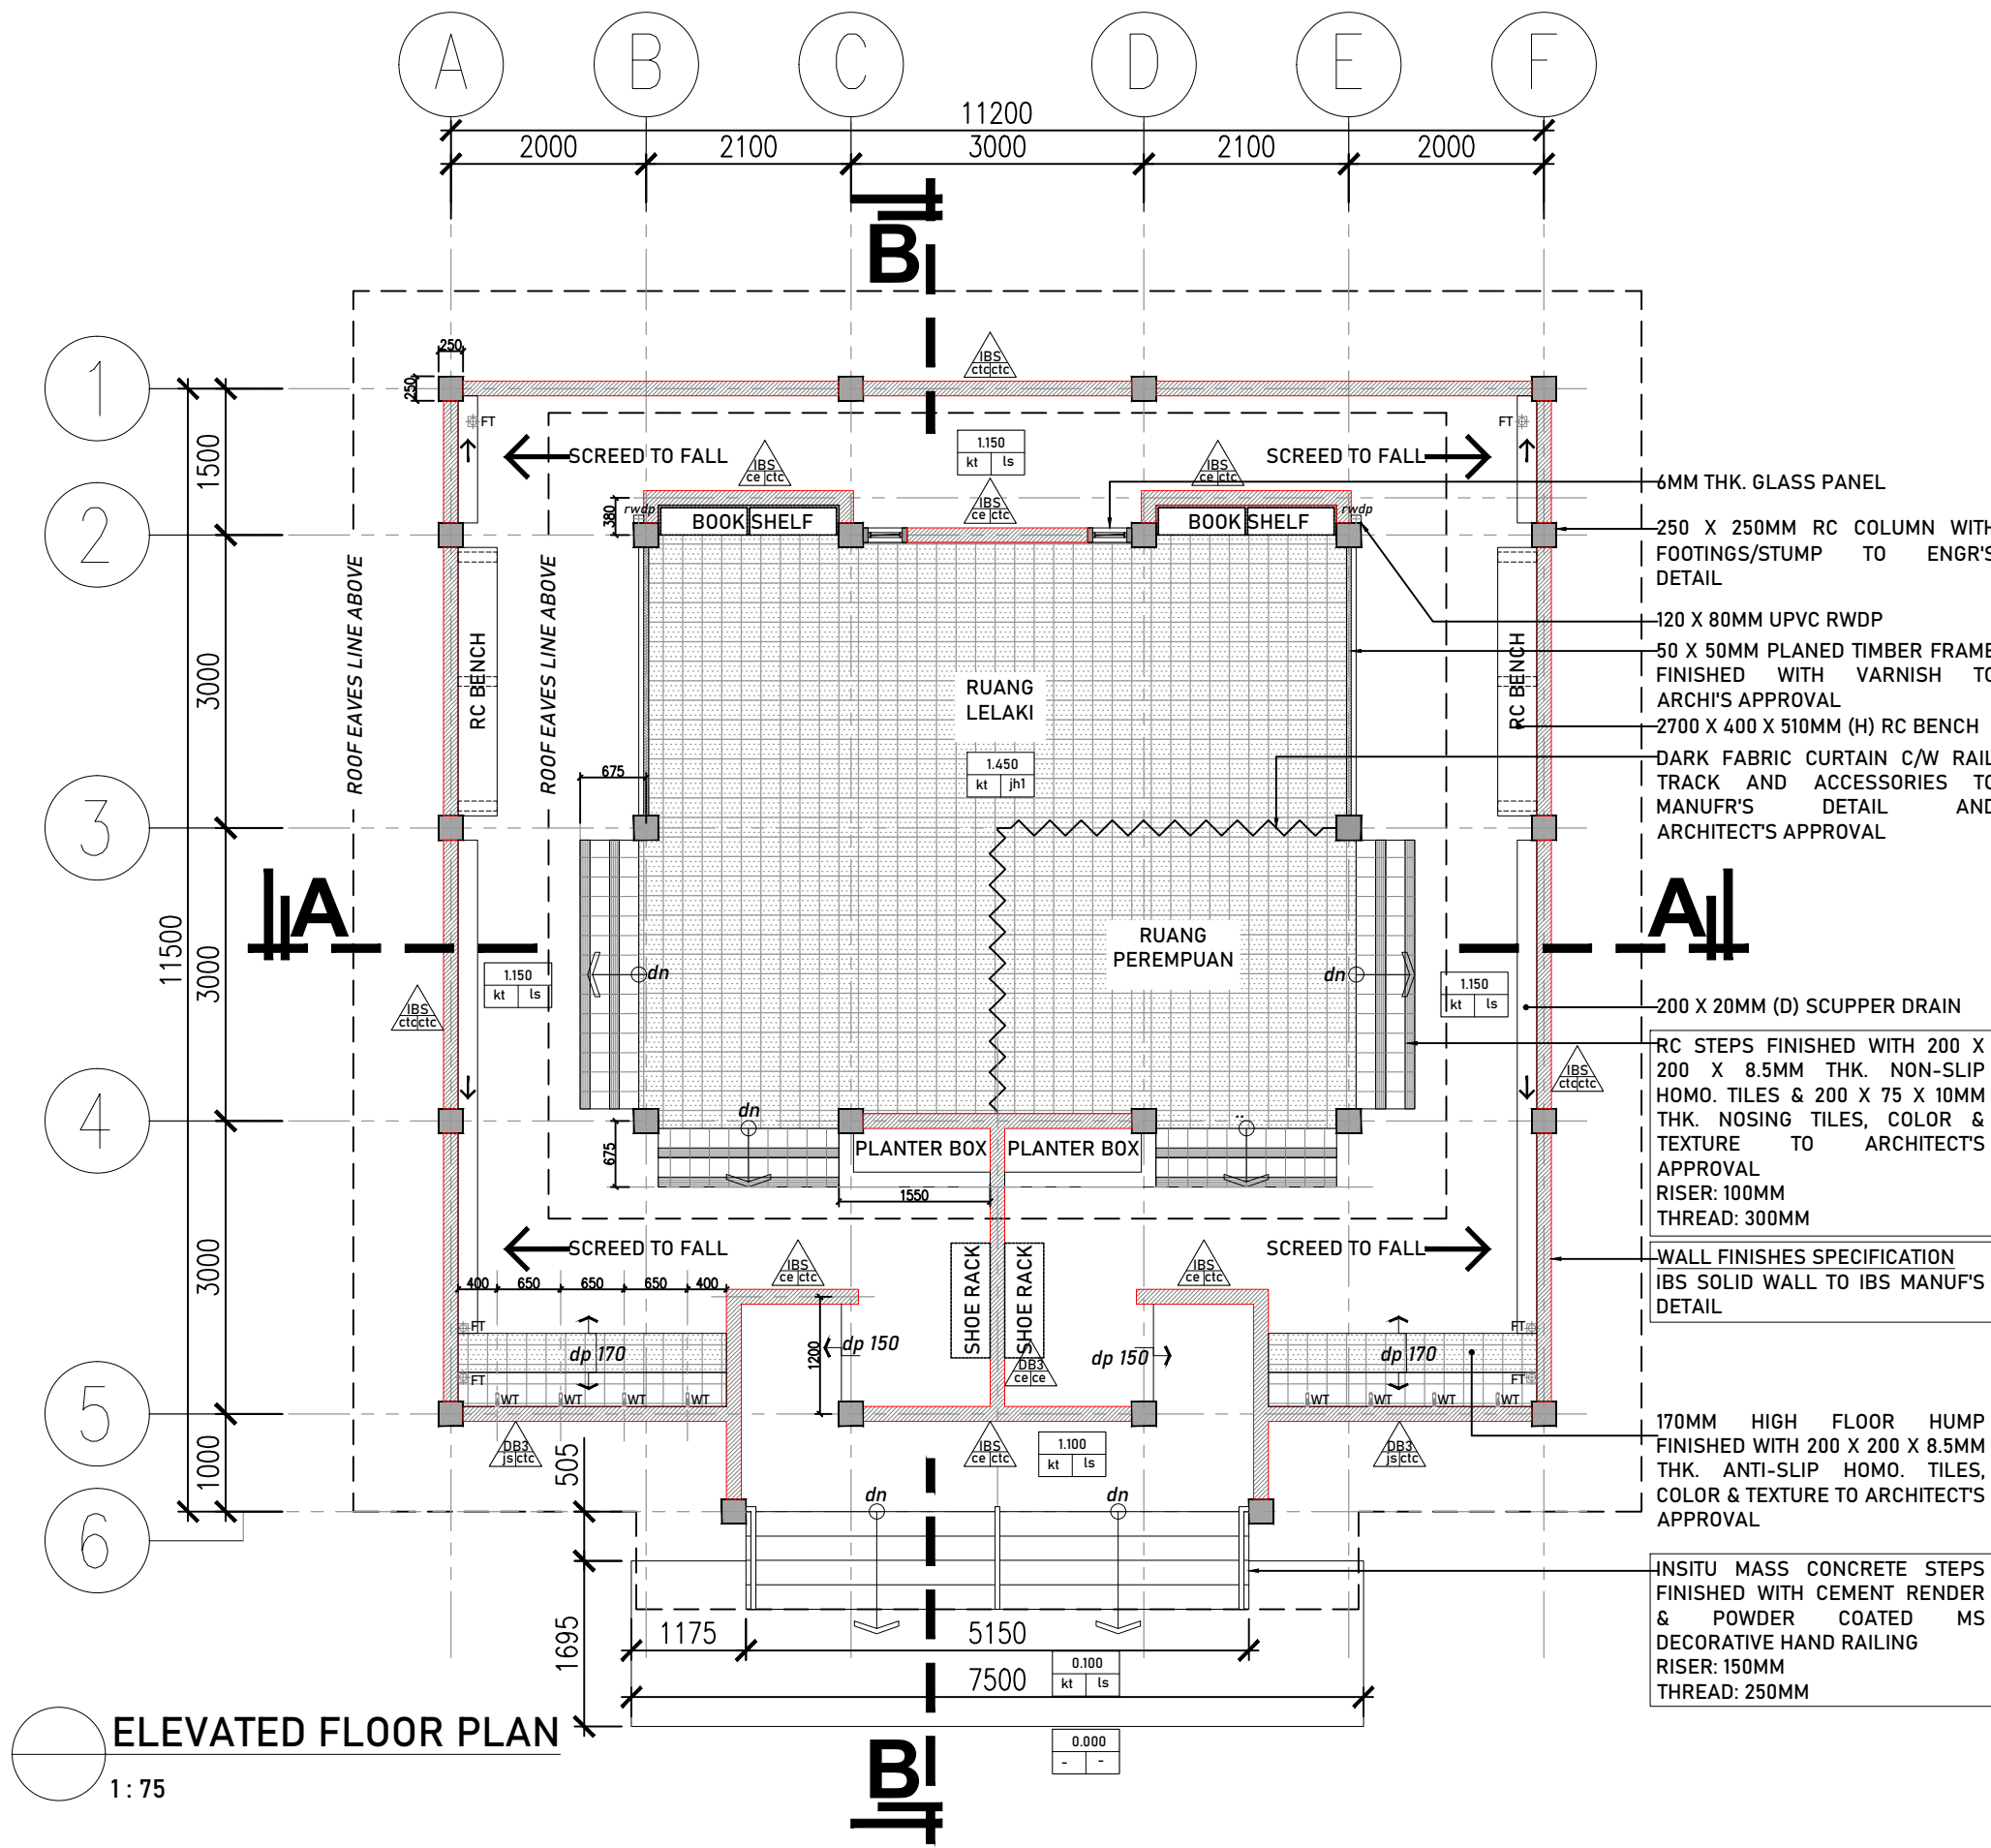 A B C D E F
11200
2000 2100 3000 2100 2000
B
1
2
3
4
5
6
11500
1500
3000
3000
3000
1000
250
250
IBS
ctc ctc
FT
FT
SCREED TO FALL
SCREED TO FALL
1.150
kt ls
IBS
ce ctc
IBS
ce ctc
IBS
ce ctc
380
rwdp
rwdp
BOOK SHELF
BOOK SHELF
ROOF EAVES LINE ABOVE
ROOF EAVES LINE ABOVE
RC BENCH
RC BENCH
RUANG
LELAKI
1.450
kt jh1
675
A
A
RUANG
PEREMPUAN
dn
dn
1.150
kt ls
1.150
kt ls
IBS
ctc ctc
IBS
ctc ctc
dn
..
675
PLANTER BOX
PLANTER BOX
1550
SCREED TO FALL
SCREED TO FALL
SHOE RACK
SHOE RACK
IBS
ce ctc
IBS
ce ctc
400 650 650 650 400
1200
dp 150
dp 150
DB3
ce ce
FT
FT
dp 170
dp 170
FT
FT
WT WT WT WT
WT WT WT WT
DB3
js ctc
IBS
ce ctc
1.100
kt ls
DB3
js ctc
505
1695
dn
dn
1175
5150
7500
0.100
kt ls
0.000
- -
B
6MM THK. GLASS PANEL
250 X 250MM RC COLUMN WITH
FOOTINGS/STUMP TO ENGR'S
DETAIL
120 X 80MM UPVC RWDP
50 X 50MM PLANED TIMBER FRAME
FINISHED WITH VARNISH TO
ARCHI'S APPROVAL
2700 X 400 X 510MM (H) RC BENCH
DARK FABRIC CURTAIN C/W RAIL
TRACK AND ACCESSORIES TO
MANUFR'S DETAIL AND
ARCHITECT'S APPROVAL
200 X 20MM (D) SCUPPER DRAIN
RC STEPS FINISHED WITH 200 X
200 X 8.5MM THK. NON-SLIP
HOMO. TILES & 200 X 75 X 10MM
THK. NOSING TILES, COLOR &
TEXTURE TO ARCHITECT'S
APPROVAL
RISER: 100MM
THREAD: 300MM
WALL FINISHES SPECIFICATION
IBS SOLID WALL TO IBS MANUF'S
DETAIL
170MM HIGH FLOOR HUMP
FINISHED WITH 200 X 200 X 8.5MM
THK. ANTI-SLIP HOMO. TILES,
COLOR & TEXTURE TO ARCHITECT'S
APPROVAL
INSITU MASS CONCRETE STEPS
FINISHED WITH CEMENT RENDER
& POWDER COATED MS
DECORATIVE HAND RAILING
RISER: 150MM
THREAD: 250MM
ELEVATED FLOOR PLAN
1 : 75